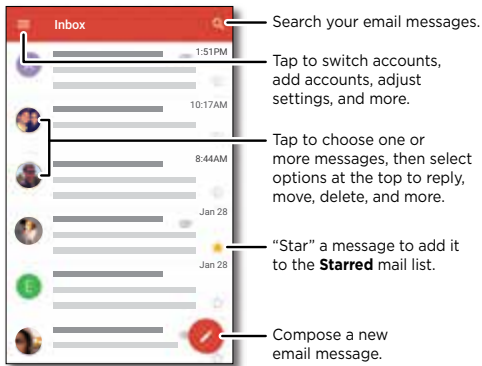 Inbox
Search your email messages.
1:51PM
Tap to switch accounts,
add accounts, adjust
settings, and more.
10:17AM
Tap to choose one or
more messages, then select
options at the top to reply,
move, delete, and more.
8:44AM
Jan 28
“Star” a message to add it
to the Starred mail list.
Jan 28
E
Compose a new
email message.